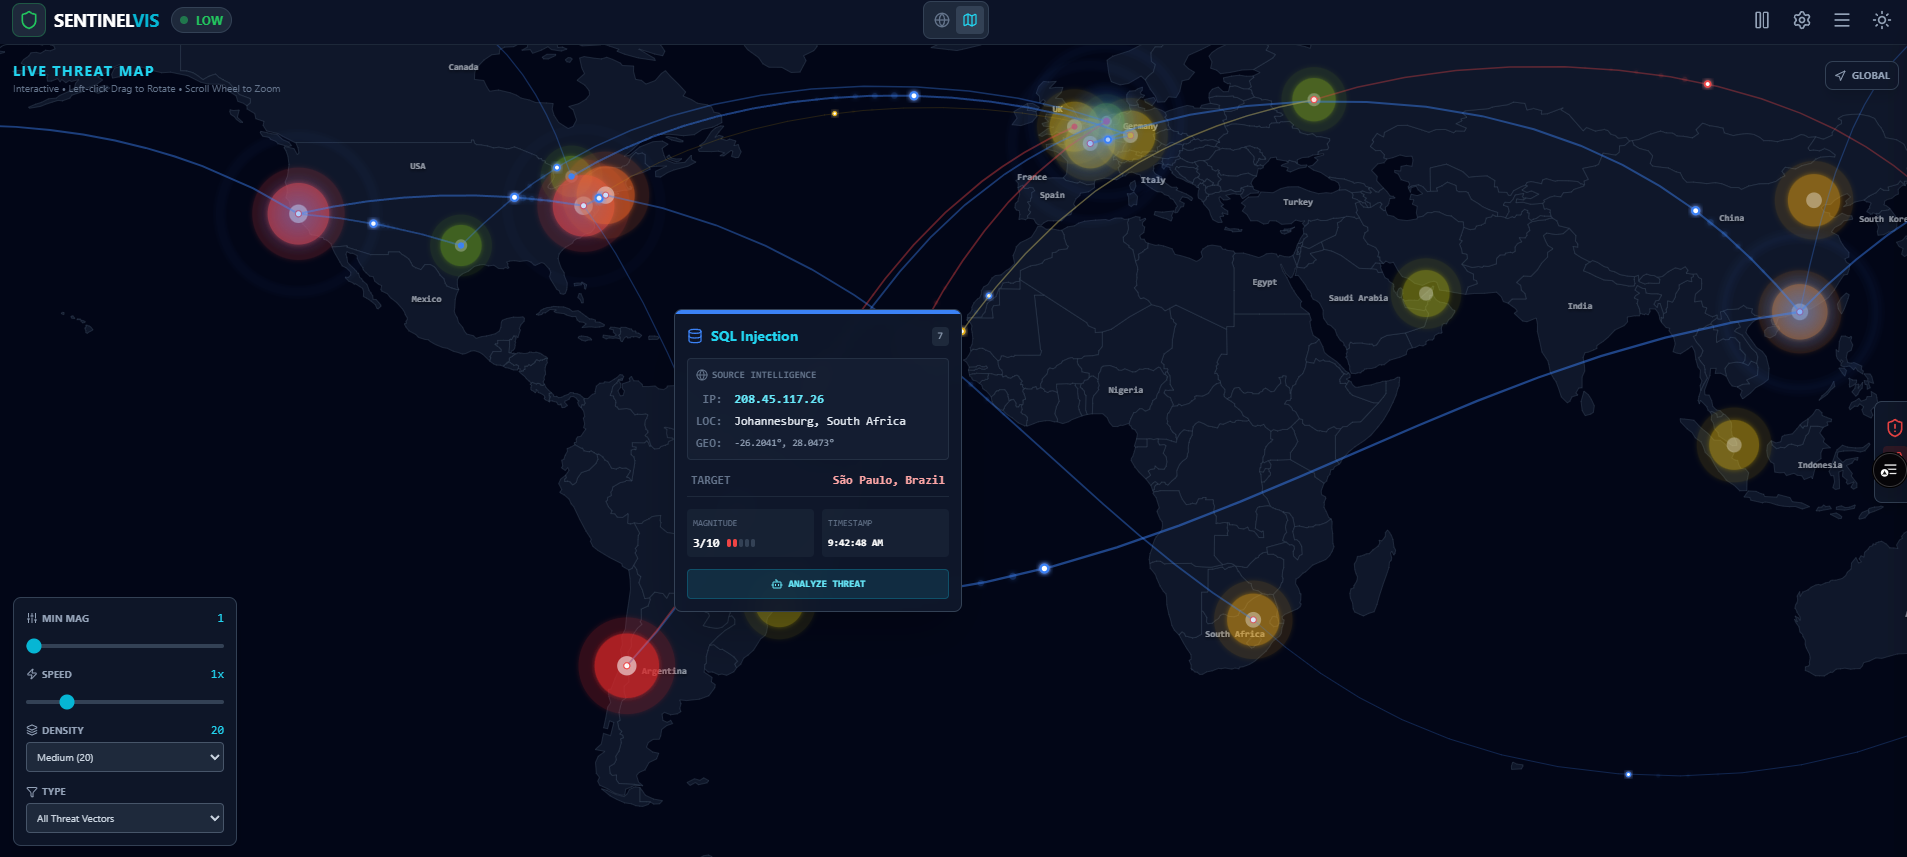 SENTINELVIS
LOW
LIVE THREAT MAP
Interactive • Left-click Drag to Rotate • Scroll Wheel to Zoom
GLOBAL
Canada
USA
Mexico
UK
Germany
France
Spain
Italy
Turkey
Egypt
Saudi Arabia
India
China
South Kor
Nigeria
Indonesia
South Africa
Argentina
SQL Injection
7
SOURCE INTELLIGENCE
IP: 208.45.117.26
LOC: Johannesburg, South Africa
GEO: -26.2041°, 28.0473°
TARGET São Paulo, Brazil
MAGNITUDE
3/10
TIMESTAMP
9:42:48 AM
ANALYZE THREAT
MIN MAG 1
SPEED 1x
DENSITY 20
Medium (20)
TYPE
All Threat Vectors